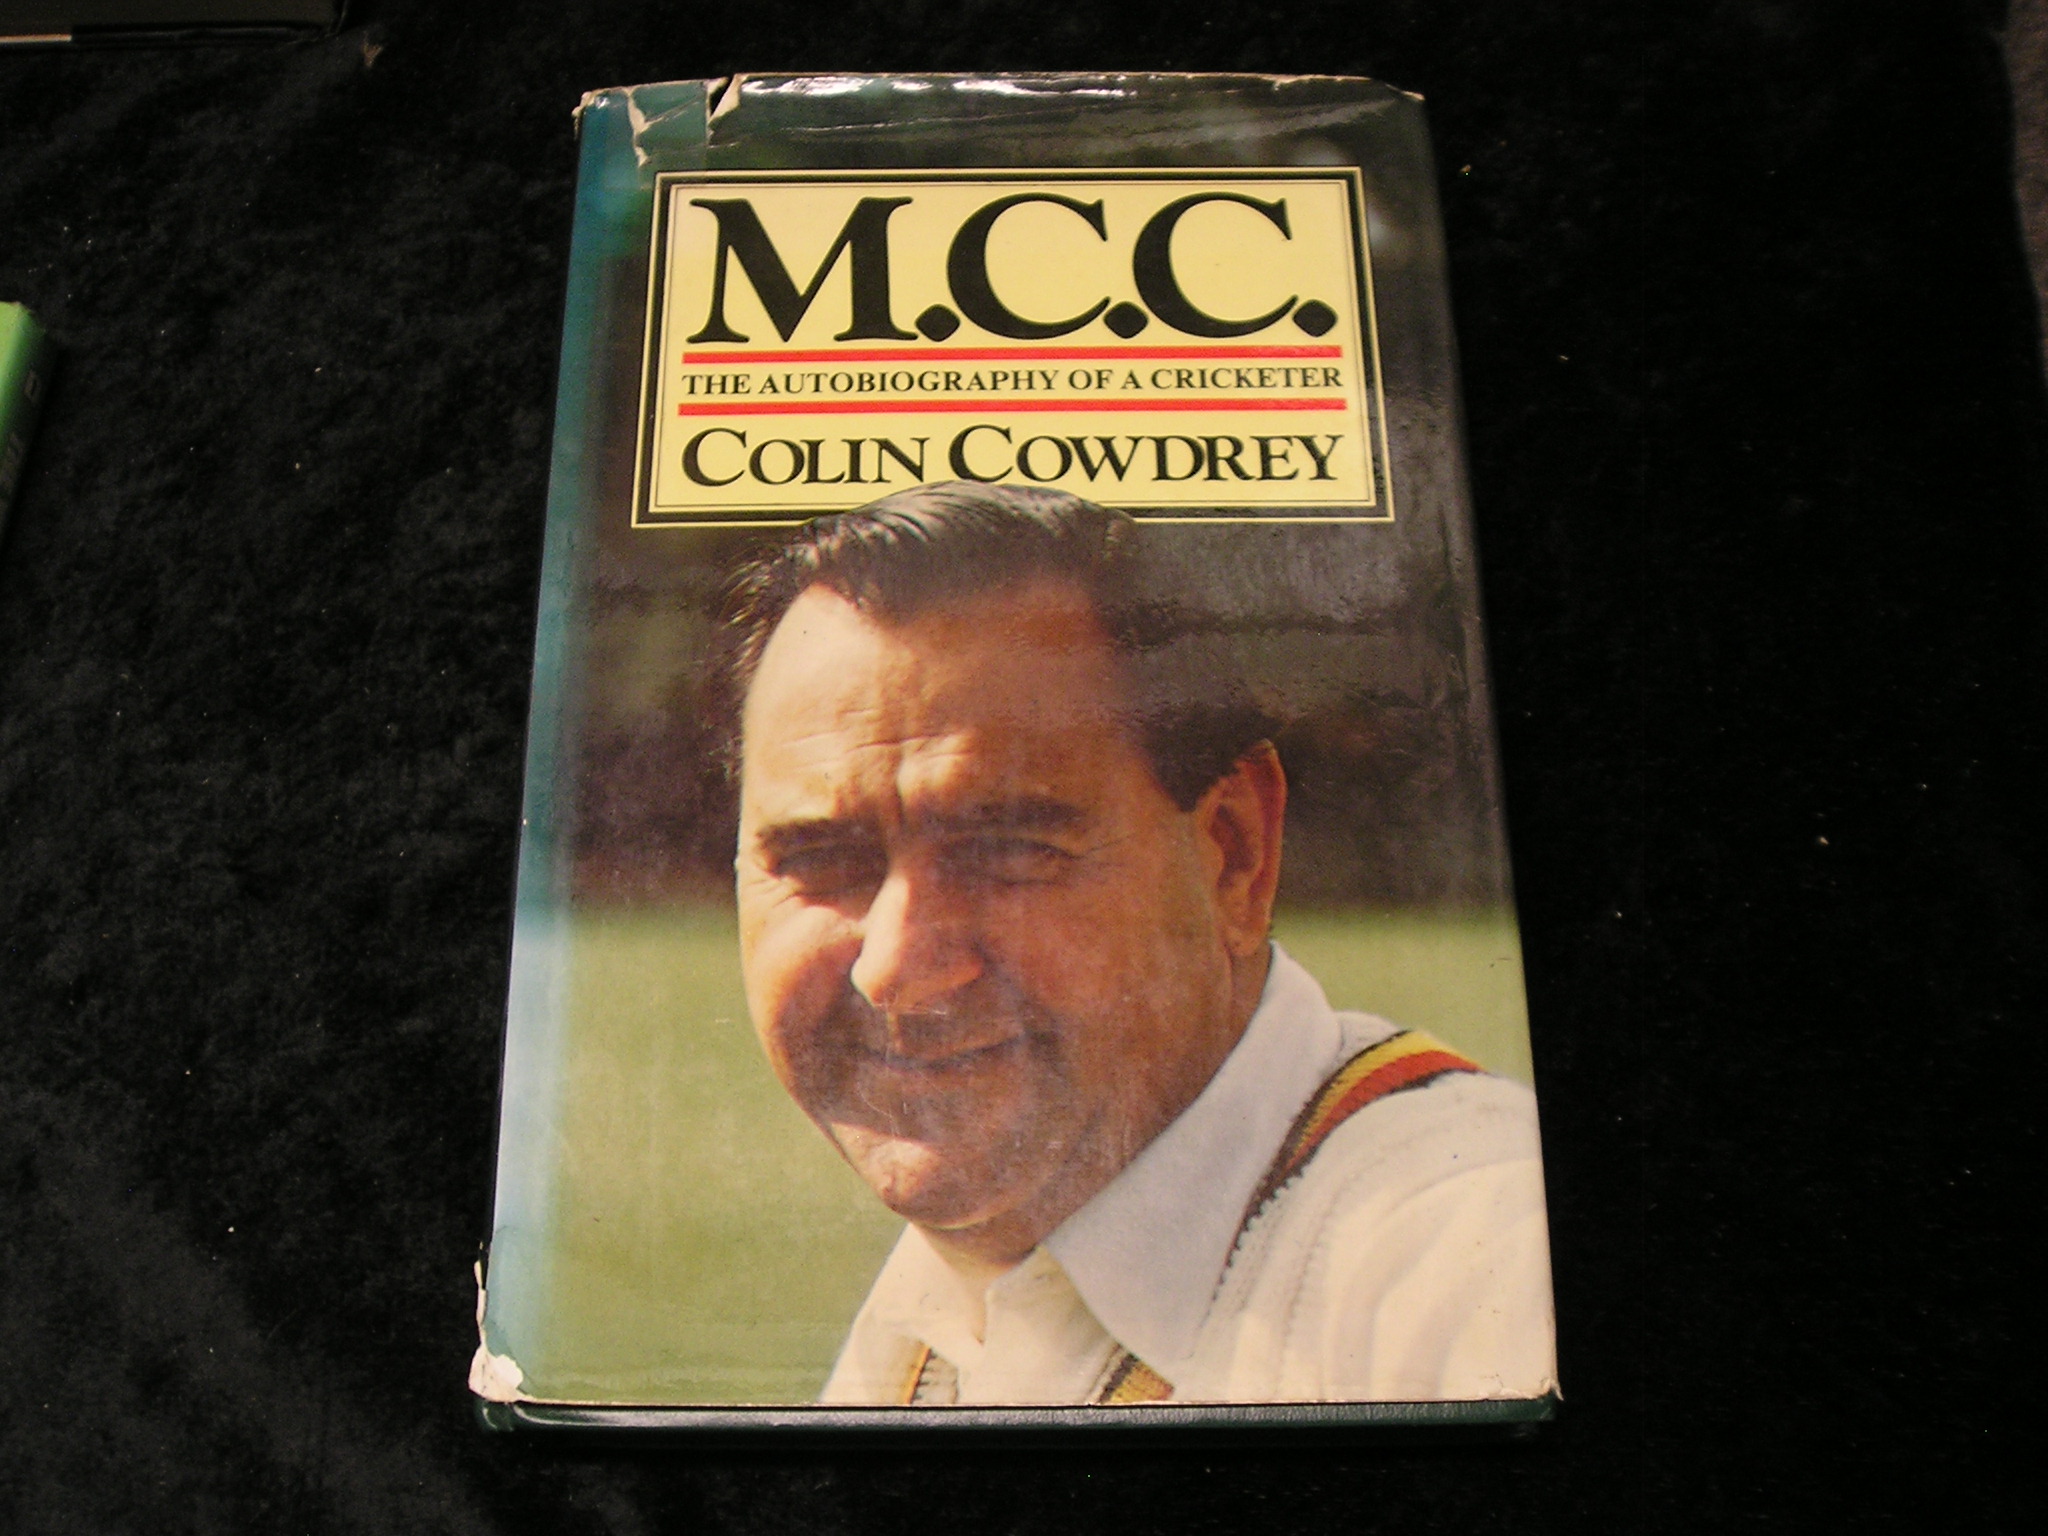 M.C.C.
THE AUTOBIOGRAPHY OF A CRICKETER
COLIN COWDREY